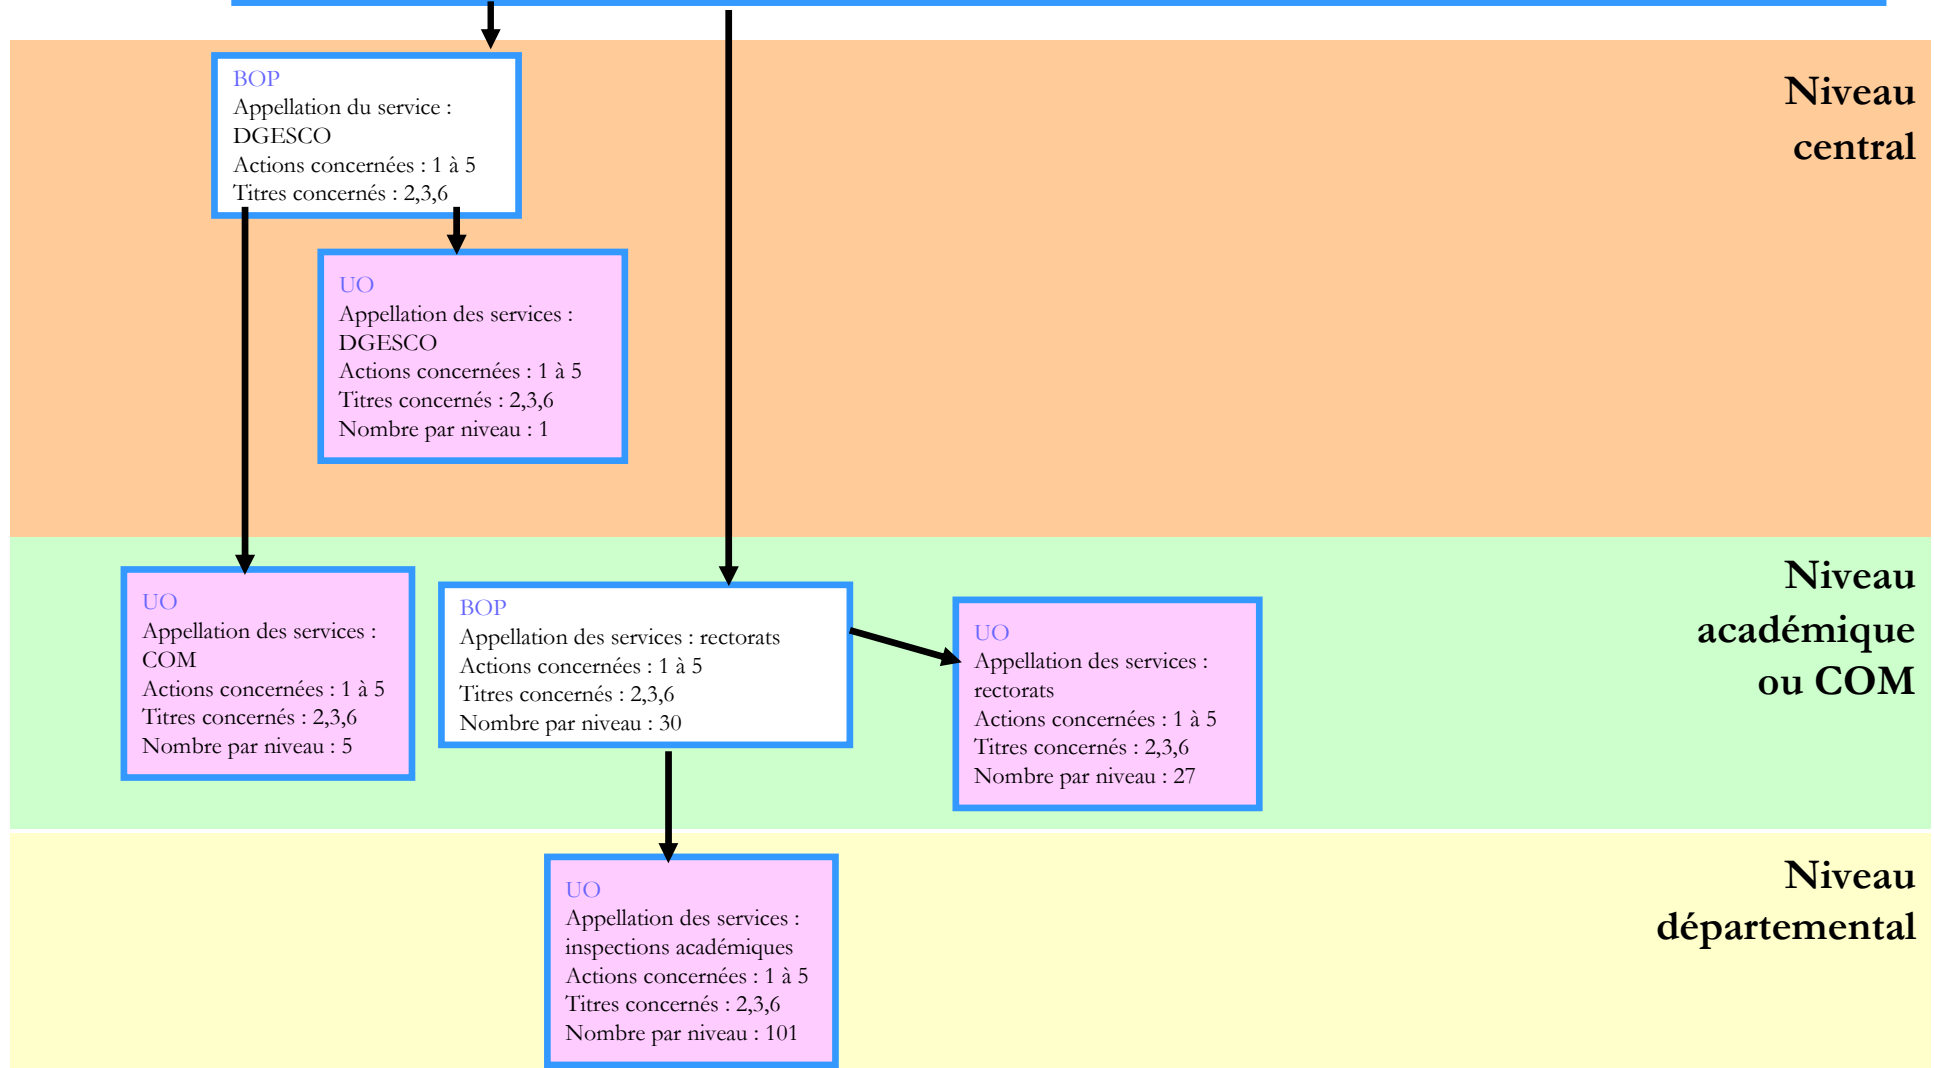 Niveau
central
BOP
Appellation du service :
DGESCO
Actions concernées : 1 à 5
Titres concernés : 2,3,6
UO
Appellation des services :
DGESCO
Actions concernées : 1 à 5
Titres concernés : 2,3,6
Nombre par niveau : 1
Niveau
académique
ou COM
UO
Appellation des services :
COM
Actions concernées : 1 à 5
Titres concernés : 2,3,6
Nombre par niveau : 5
BOP
Appellation des services : rectorats
Actions concernées : 1 à 5
Titres concernés : 2,3,6
Nombre par niveau : 30
UO
Appellation des services :
rectorats
Actions concernées : 1 à 5
Titres concernés : 2,3,6
Nombre par niveau : 27
Niveau
départemental
UO
Appellation des services :
inspections académiques
Actions concernées : 1 à 5
Titres concernés : 2,3,6
Nombre par niveau : 101